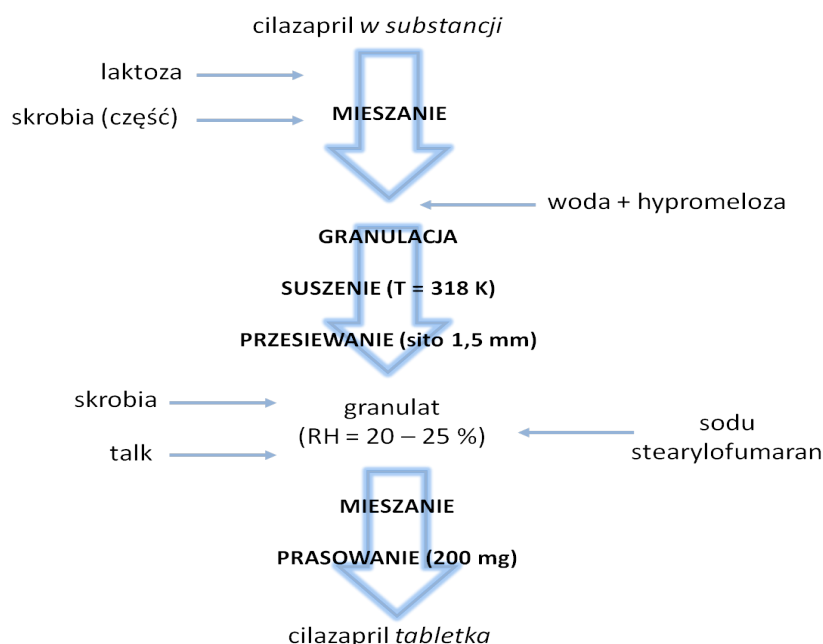 cilazapril w substancji
laktoza
skrobia (część)
MIESZANIE
woda + hypromeloza
GRANULACJA
SUSZENIE (T = 318 K)
PRZESIEWANIE (sito 1,5 mm)
skrobia
talk
granulat
(RH = 20 – 25 %)
sodu
stearylofumaran
MIESZANIE
PRASOWANIE (200 mg)
cilazapril tabletka